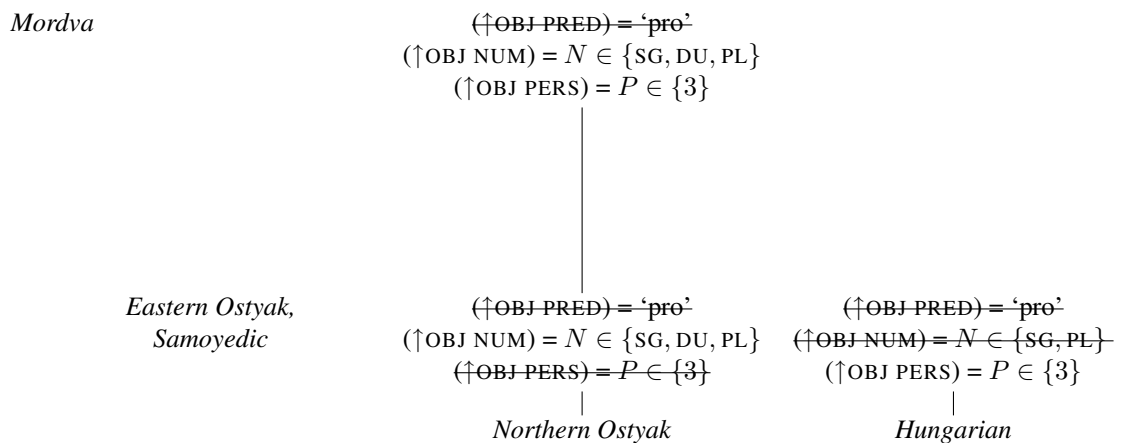 Mordva
(↑OBJ PRED) = ‘pro’
(↑OBJ NUM) = N ∈ {SG, DU, PL}
(↑OBJ PERS) = P ∈ {3}
Eastern Ostyak,
Samoyedic
(↑OBJ PRED) = ‘pro’
(↑OBJ NUM) = N ∈ {SG, DU, PL}
(↑OBJ PERS) = P ∈ {3}
Northern Ostyak
(↑OBJ PRED) = ‘pro’
(↑OBJ NUM) = N ∈ {SG, PL}
(↑OBJ PERS) = P ∈ {3}
Hungarian